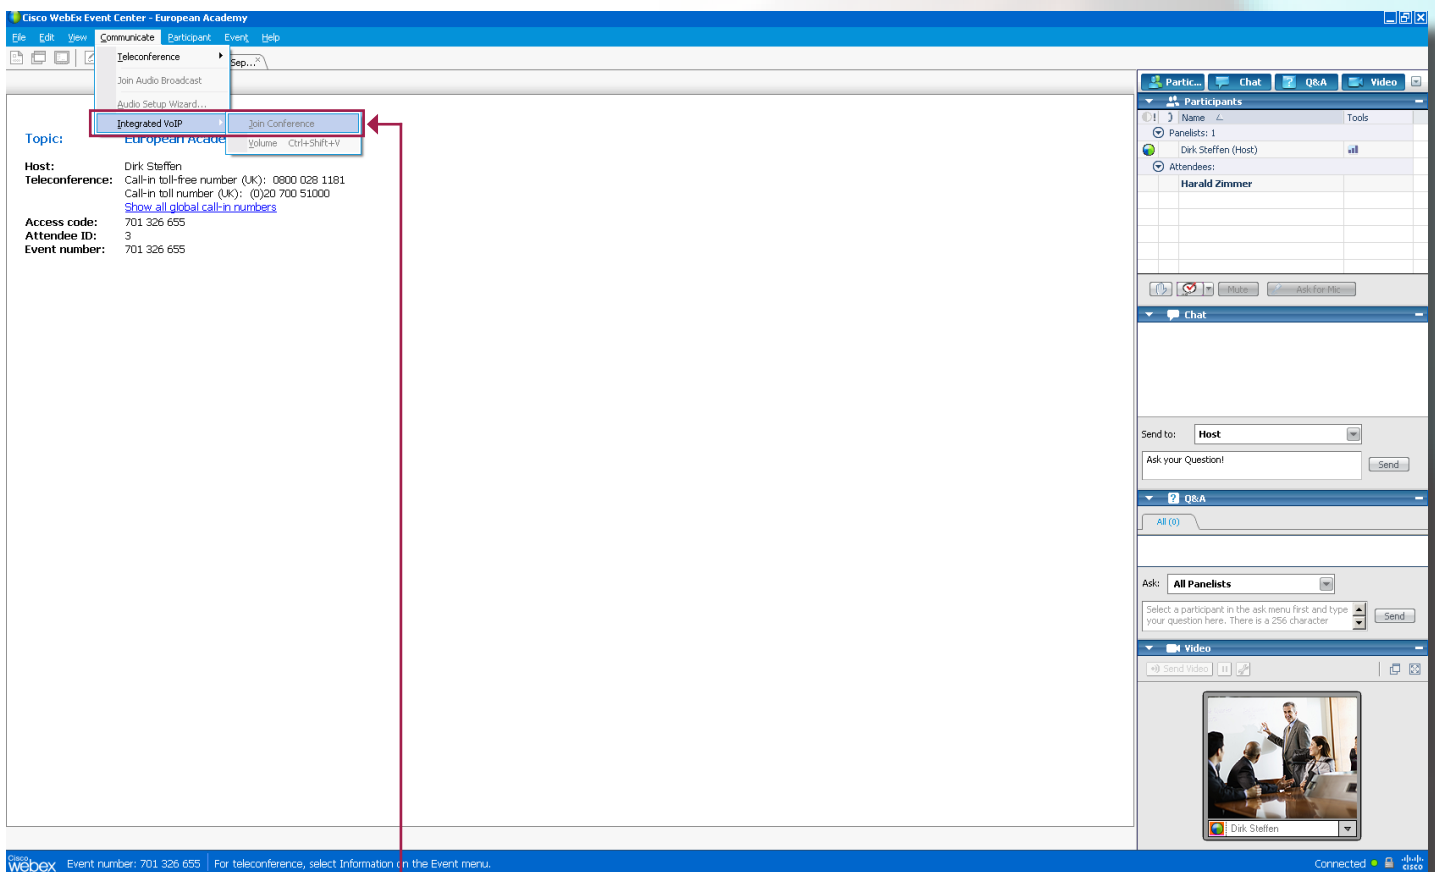 Cisco WebEx Event Center - European Academy
File Edit View Communicate Participant Event Help
Teleconference
Sep...
Join Audio Broadcast
Audio Setup Wizard...
Integrated VoIP
Join Conference
Volume Ctrl+Shift+V
Topic: European Acade
Host: Dirk Steffen
Teleconference: Call-in toll-free number (UK): 0800 028 1181
Call-in toll number (UK): (0)20 700 51000
Show all global call-in numbers
Access code: 701 326 655
Attendee ID: 3
Event number: 701 326 655
Partic... Chat Q&A Video
Participants
Name Tools
Panelists: 1
Dirk Steffen (Host)
Attendees:
Harald Zimmer
Mute Ask for Mic
Chat
Send to: Host
Ask your Question!
Send
Q&A
All (0)
Ask: All Panelists
Select a participant in the ask menu first and type
your question here. There is a 256 character
Send
Video
Send Video
Dirk Steffen
Cisco
webex Event number: 701 326 655 For teleconference, select Information on the Event menu.
Connected
cisco